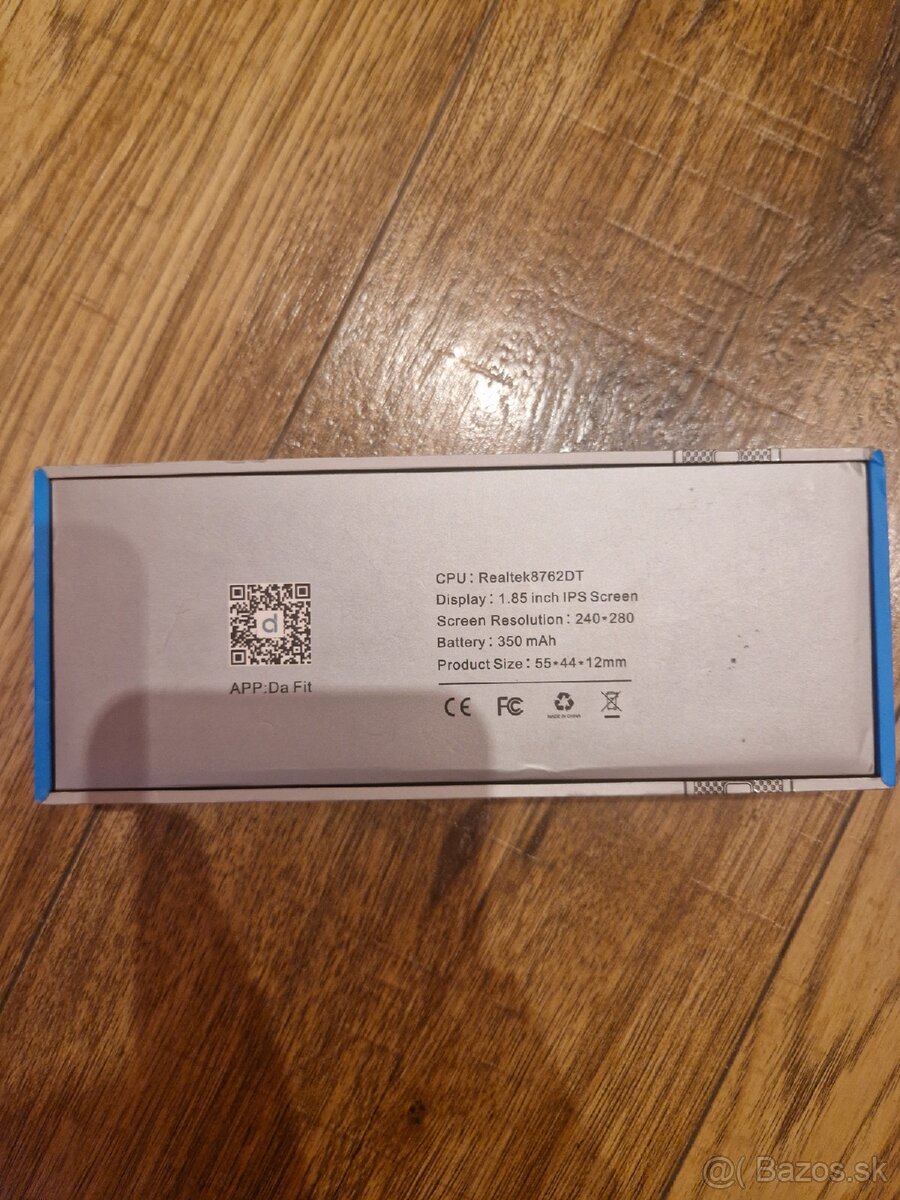 CPU : Realtek8762DT
Display : 1.85 inch IPS Screen
Screen Resolution : 240*280
Battery : 350 mAh
Product Size : 55*44*12mm
d
APP:Da Fit
CE FC
MADE IN CHINA
@( Bazos.sk